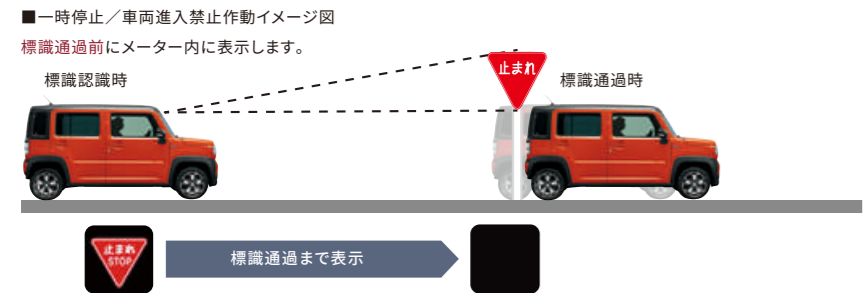 ■一時停止／車両進入禁止作動イメージ図
標識通過前にメーター内に表示します。
標識認識時
止まれ
標識通過時
止まれ
STOP
標識通過まで表示